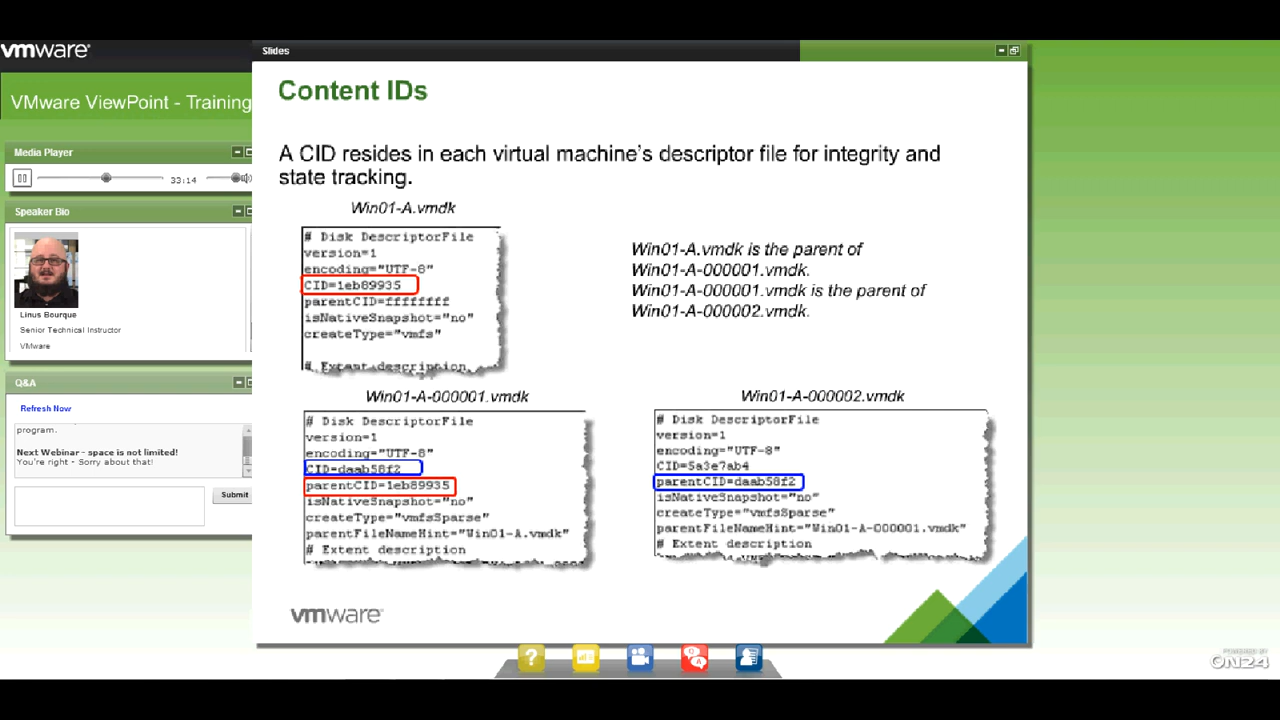 vmware
Slides
VMware ViewPoint - Training
Media Player
33:14
Speaker Bio
Linus Bourque
Senior Technical Instructor
VMware
Q&A
Refresh Now
program.
Next Webinar - space is not limited!
You're right - Sorry about that!
Submit
Content IDs
A CID resides in each virtual machine's descriptor file for integrity and
state tracking.
Win01-A.vmdk
# Disk DescriptorFile
version=1
encoding="UTF-8"
CID=1eb89935
parentCID=ffffffff
isNativeSnapshot="no"
createType="vmfs"
# Extent description
Win01-A.vmdk is the parent of
Win01-A-000001.vmdk.
Win01-A-000001.vmdk is the parent of
Win01-A-000002.vmdk.
Win01-A-000001.vmdk
# Disk DescriptorFile
version=1
encoding="UTF-8"
CID=daab58f2
parentCID=1eb89935
isNativeSnapshot="no"
createType="vmfsSparse"
parentFileNameHint="Win01-A.vmdk"
# Extent description
Win01-A-000002.vmdk
# Disk DescriptorFile
version=1
encoding="UTF-8"
CID=5a3e7ab4
parentCID=daab58f2
isNativeSnapshot="no"
createType="vmfsSparse"
parentFileNameHint="Win01-A-000001.vmdk"
# Extent description
vmware
?
Q
A
POWERED BY
ON24